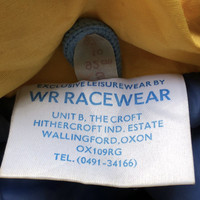 EXCLUSIVE LEISUREWEAR BY
WR RACEWEAR
UNIT B, THE CROFT
HITHERCROFT IND. ESTATE
WALLINGFORD, OXON
OX109RG
TEL. (0491-34166)